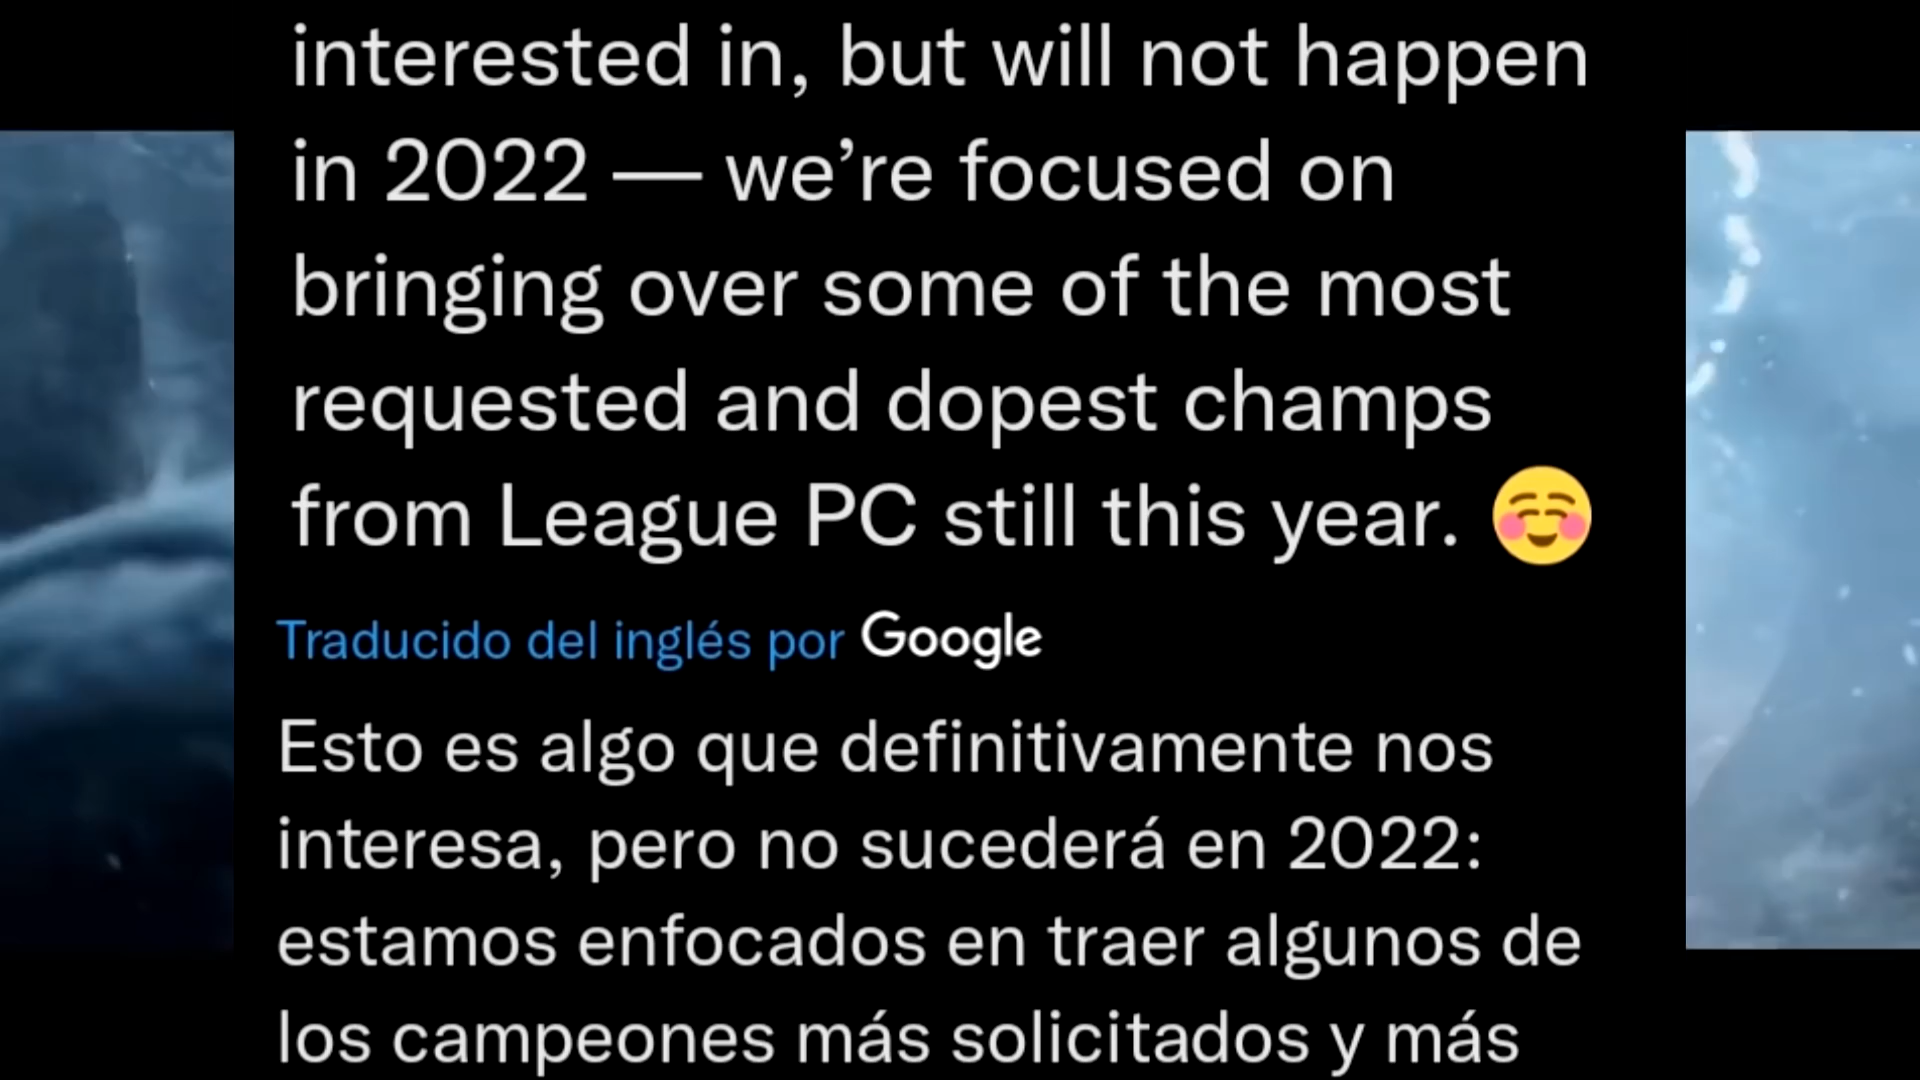 interested in, but will not happen
in 2022 — we’re focused on
bringing over some of the most
requested and dopest champs
from League PC still this year. ☺️
Traducido del inglés por Google
Esto es algo que definitivamente nos
interesa, pero no sucederá en 2022:
estamos enfocados en traer algunos de
los campeones más solicitados y más